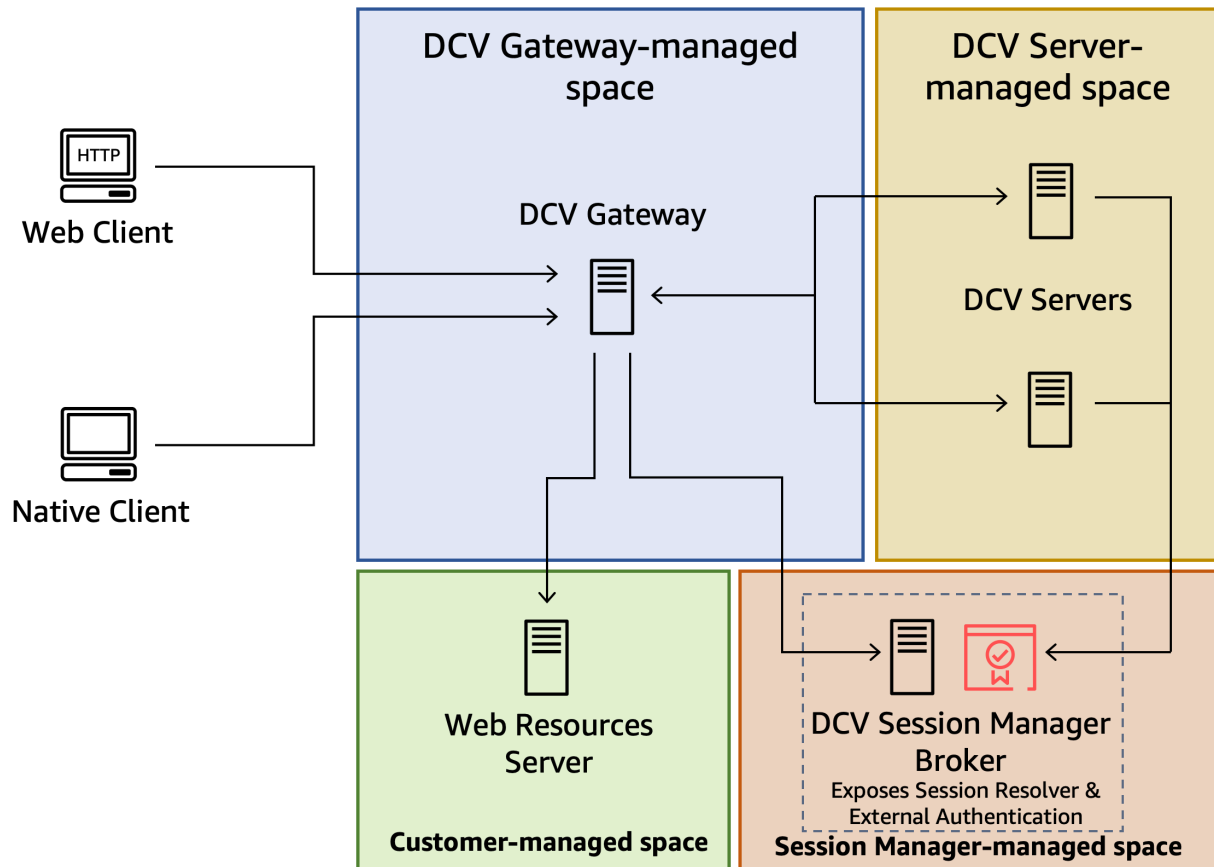 DCV Gateway-managed
space
DCV Server-
managed space
HTTP
Web Client
DCV Gateway
DCV Servers
Native Client
Web Resources
Server
Customer-managed space
DCV Session Manager
Broker
Exposes Session Resolver &
External Authentication
Session Manager-managed space